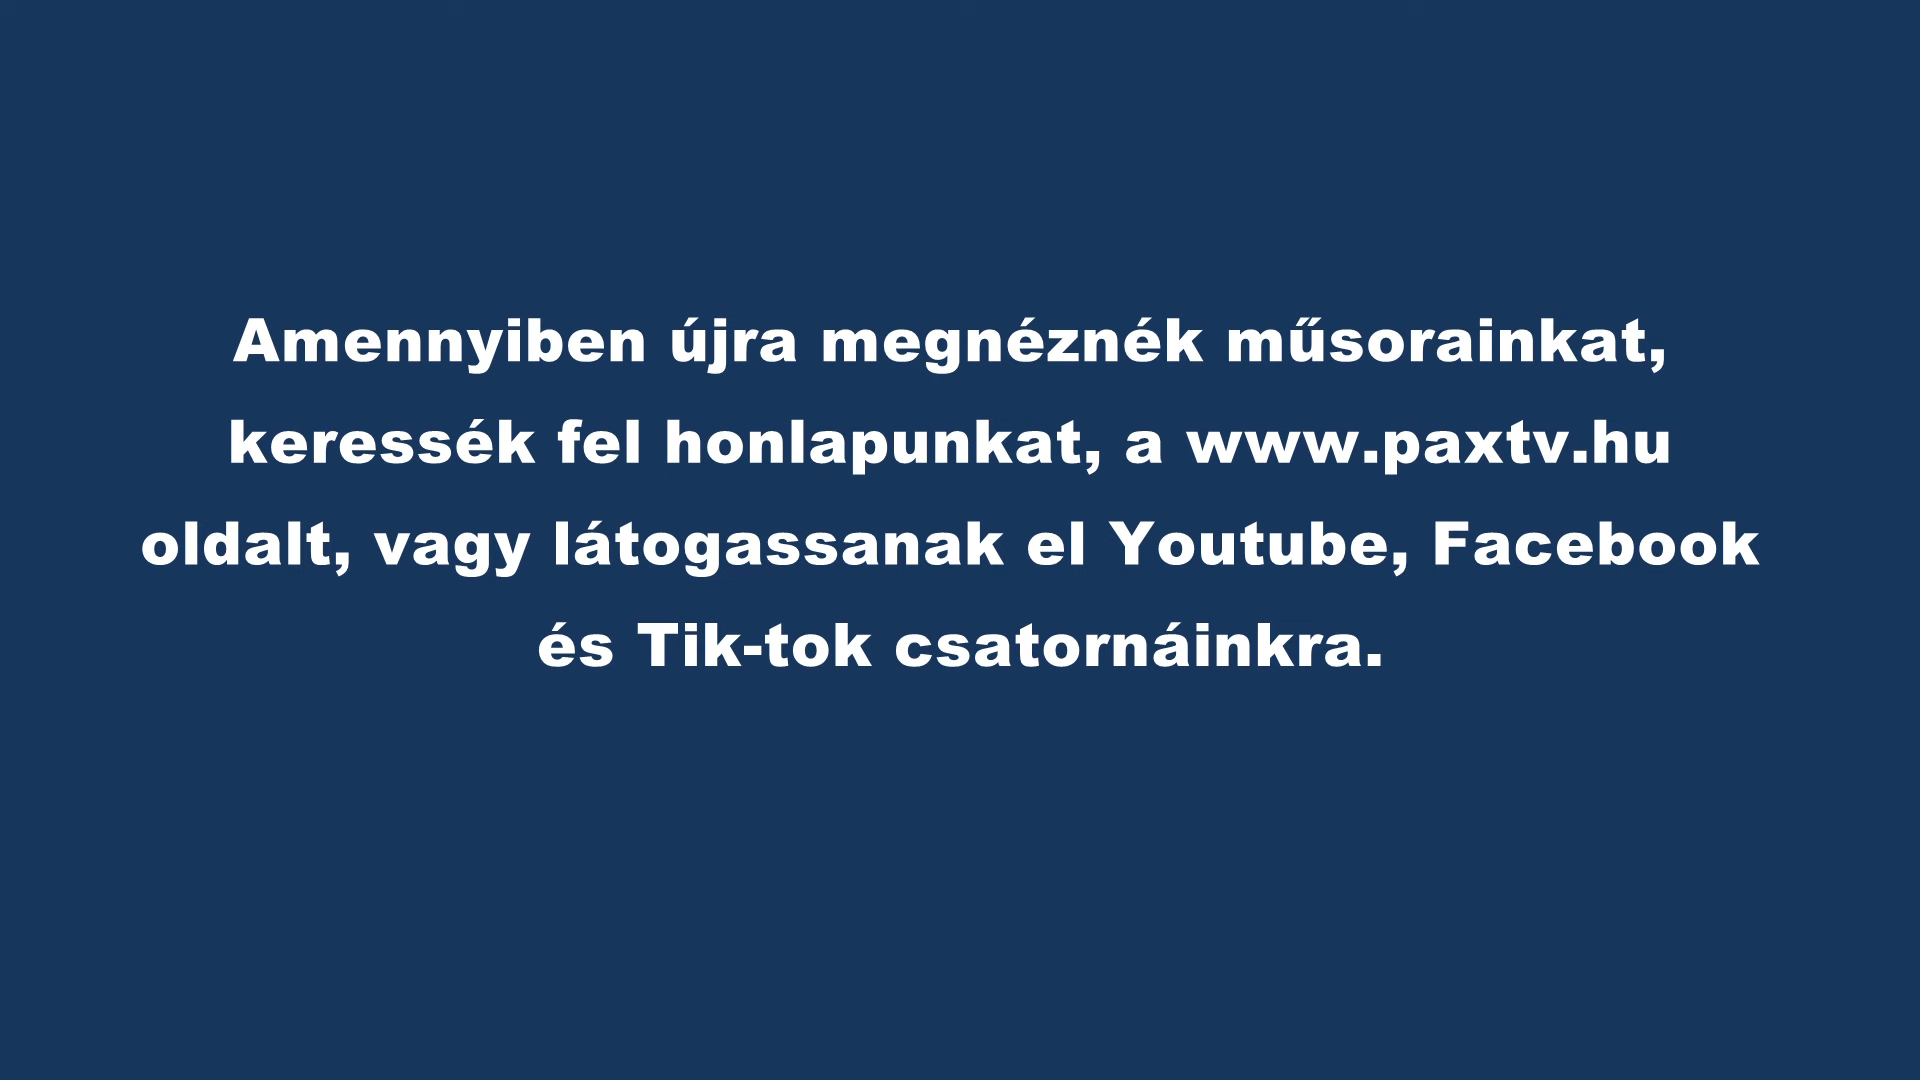 Amennyiben újra megnéznék műsorainkat,
keressék fel honlapunkat, a www.paxtv.hu
oldalt, vagy látogassanak el Youtube, Facebook
és Tik-tok csatornáinkra.